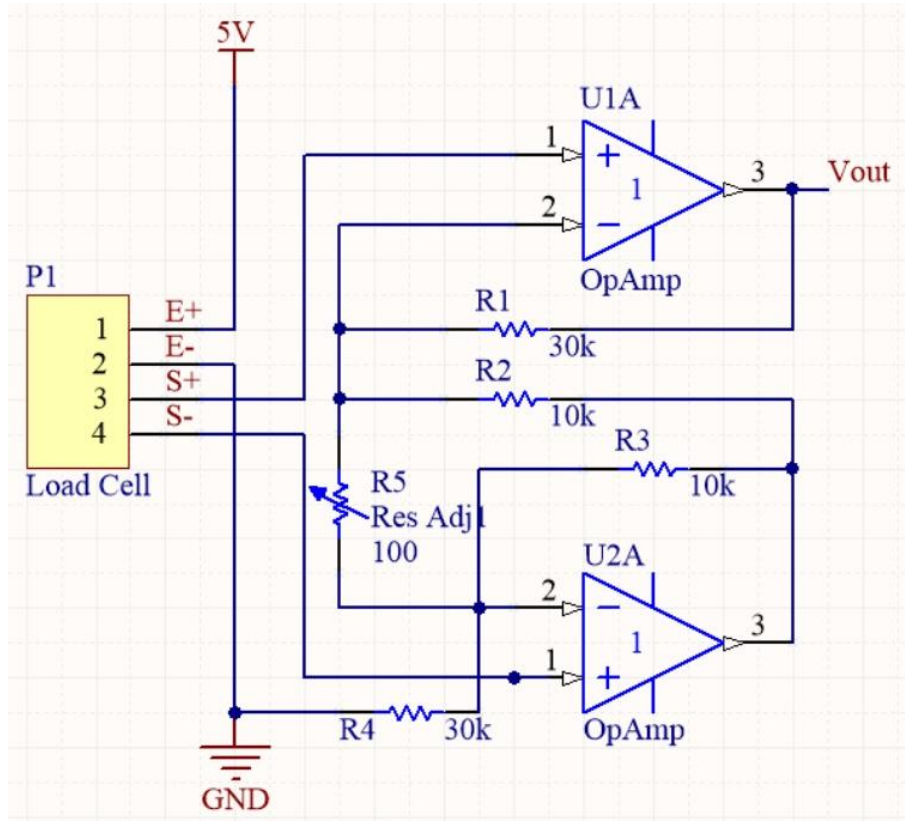 5V
U1A
1
+
2
−
1
3
Vout
OpAmp
P1
1
E+
2
E-
3
S+
4
S-
Load Cell
R1
30k
R2
10k
R3
10k
R5
Res Adj1
100
U2A
2
−
1
+
1
3
OpAmp
R4
30k
GND